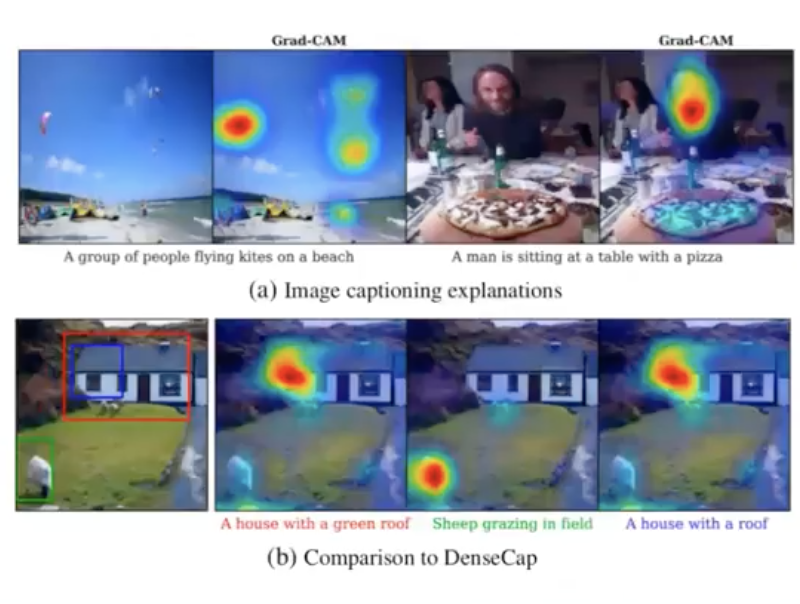 Grad-CAM Grad-CAM
A group of people flying kites on a beach A man is sitting at a table with a pizza
(a) Image captioning explanations
A house with a green roof Sheep grazing in field A house with a roof
(b) Comparison to DenseCap